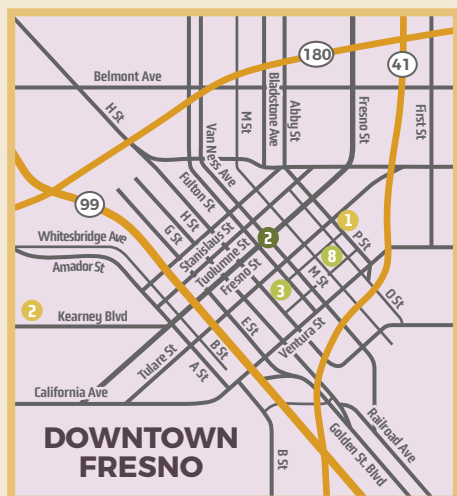 180
41
Belmont Ave
H St
Van Ness Ave
M St
Blackstone Ave
Abby St
Fresno St
First St
Fulton St
H St
G St
99
Stanislaus St
Tuolumne St
Fresno St
2
1
P St
8
Whitesbridge Ave
Amador St
2
Kearney Blvd
3
M St
O St
E St
Ventura St
Tulare St
B St
A St
California Ave
DOWNTOWN
FRESNO
B St
Golden St. Blvd
Railroad Ave